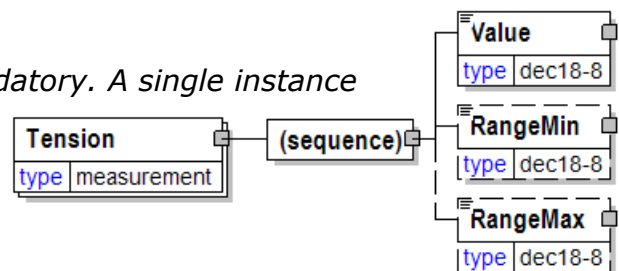 Value
type dec18-8
datory. A single instance
RangeMin
type dec18-8
Tension
type measurement
(sequence)
RangeMax
type dec18-8